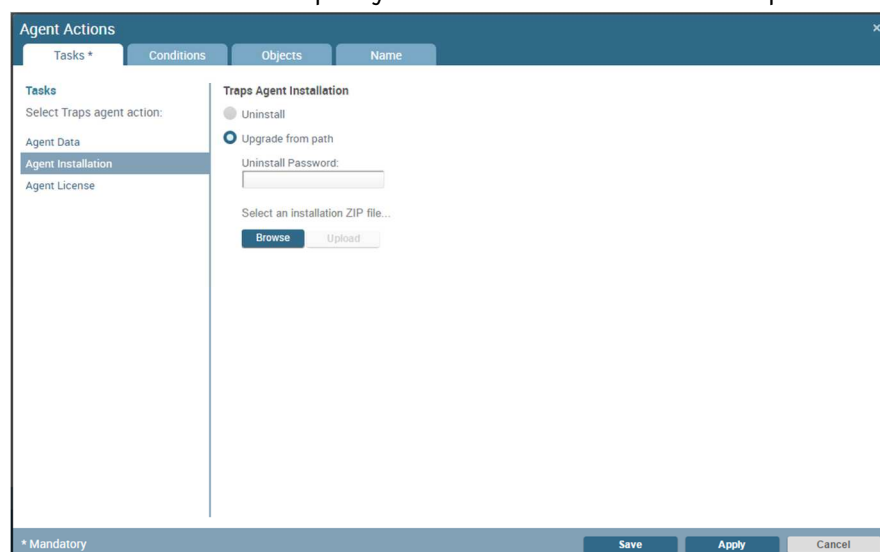 Agent Actions
×
Tasks *
Conditions
Objects
Name
Tasks
Select Traps agent action:
Agent Data
Agent Installation
Agent License
Traps Agent Installation
Uninstall
Upgrade from path
Uninstall Password:
Select an installation ZIP file...
Browse
Upload
* Mandatory
Save
Apply
Cancel